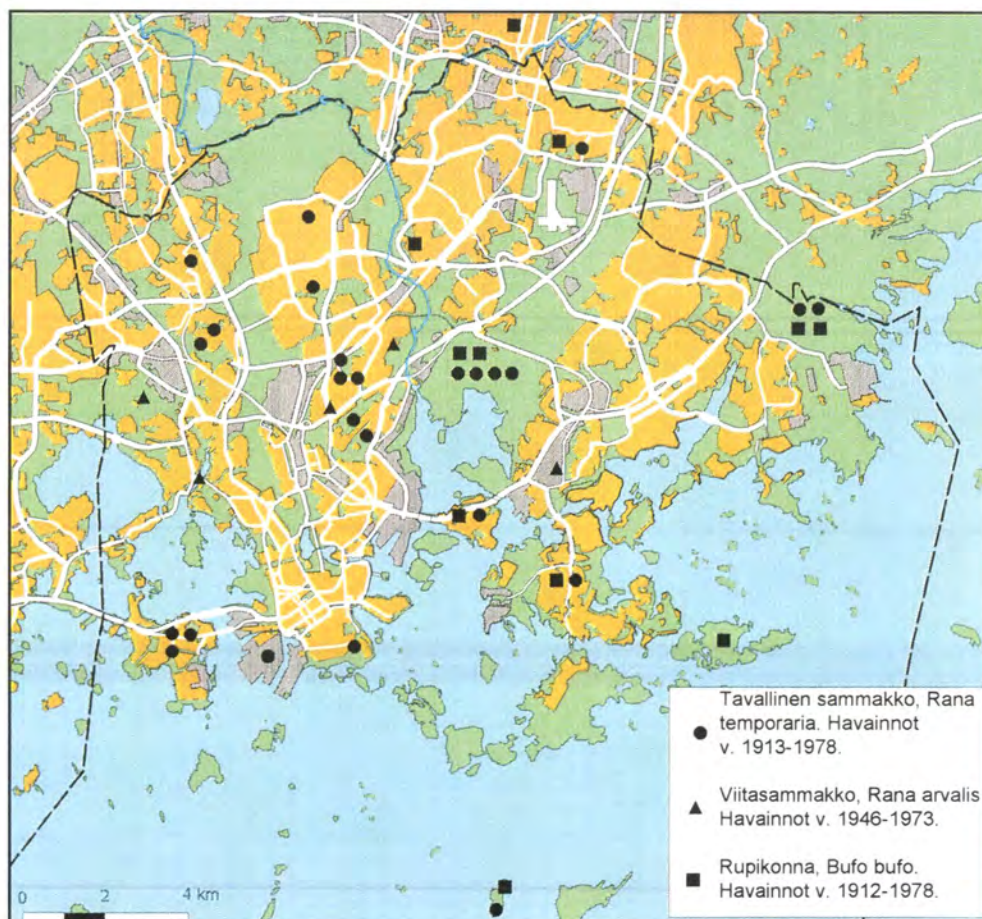 Tavallinen sammakko, Rana
temporaria. Havainnot
v. 1913-1978.
Viitasammakko, Rana arvalis
Havainnot v. 1946-1973.
Rupikonna, Bufo bufo.
Havainnot v. 1912-1978.
0 2 4 km